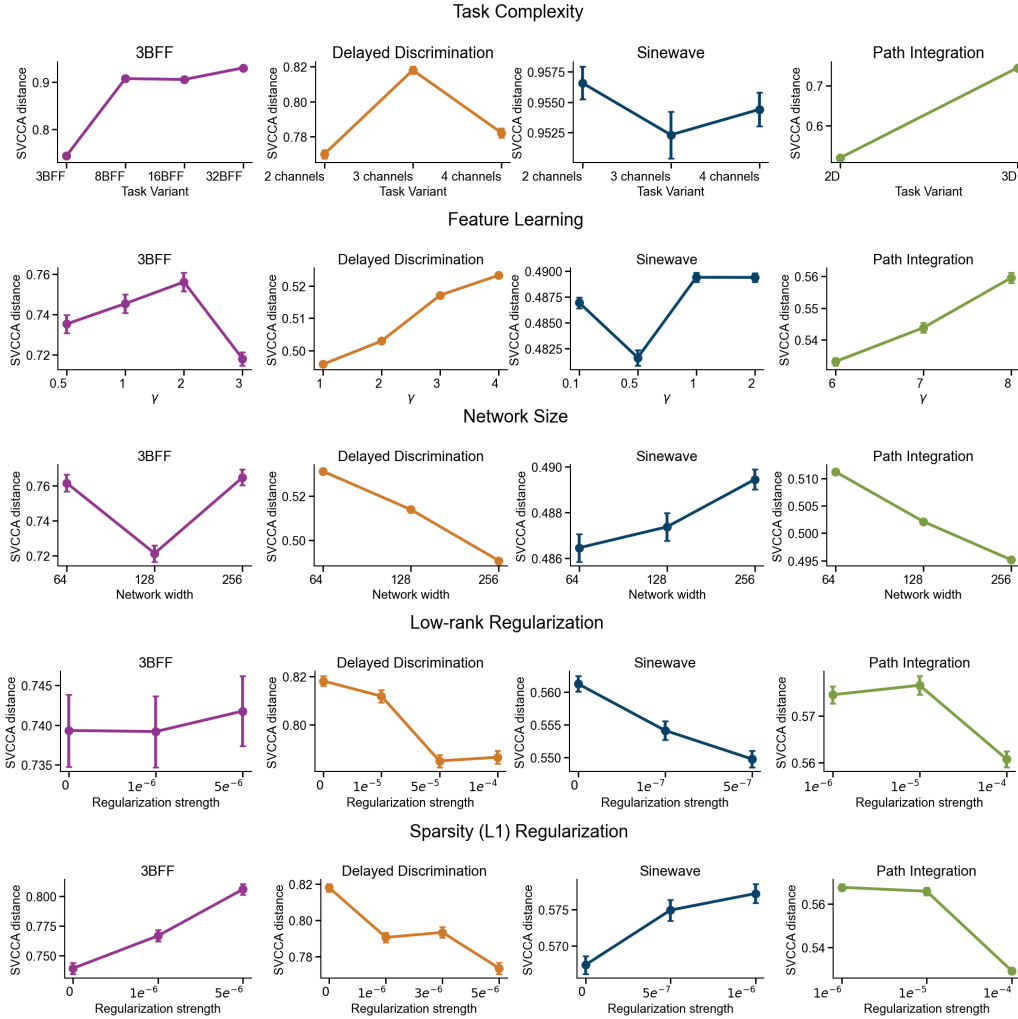 Task Complexity
3BFF
Delayed Discrimination
Sinewave
Path Integration
SVCCA distance
0.9
0.8
3BFF
8BFF
16BFF
32BFF
Task Variant
SVCCA distance
0.82
0.80
0.78
2 channels
3 channels
4 channels
Task Variant
SVCCA distance
0.9575
0.9550
0.9525
2 channels
3 channels
4 channels
Task Variant
SVCCA distance
0.7
0.6
2D
3D
Task Variant
Feature Learning
3BFF
Delayed Discrimination
Sinewave
Path Integration
SVCCA distance
0.76
0.74
0.72
0.5
1
2
3
γ
SVCCA distance
0.52
0.51
0.50
1
2
3
4
γ
SVCCA distance
0.4900
0.4875
0.4850
0.4825
0.1
0.5
1
2
γ
SVCCA distance
0.56
0.55
0.54
6
7
8
γ
Network Size
3BFF
Delayed Discrimination
Sinewave
Path Integration
SVCCA distance
0.76
0.74
0.72
64
128
256
Network width
SVCCA distance
0.52
0.50
64
128
256
Network width
SVCCA distance
0.490
0.488
0.486
64
128
256
Network width
SVCCA distance
0.510
0.505
0.500
0.495
64
128
256
Network width
Low-rank Regularization
3BFF
Delayed Discrimination
Sinewave
Path Integration
SVCCA distance
0.745
0.740
0.735
0
1e⁻⁶
5e⁻⁶
Regularization strength
SVCCA distance
0.82
0.80
0
1e⁻⁵
5e⁻⁵
1e⁻⁴
Regularization strength
SVCCA distance
0.560
0.555
0.550
0
1e⁻⁷
5e⁻⁷
Regularization strength
SVCCA distance
0.57
0.56
1e⁻⁶
1e⁻⁵
1e⁻⁴
Regularization strength
Sparsity (L1) Regularization
3BFF
Delayed Discrimination
Sinewave
Path Integration
SVCCA distance
0.800
0.775
0.750
0
1e⁻⁶
5e⁻⁶
Regularization strength
SVCCA distance
0.82
0.80
0.78
0
1e⁻⁶
3e⁻⁶
5e⁻⁶
Regularization strength
SVCCA distance
0.575
0.570
0
5e⁻⁷
1e⁻⁶
Regularization strength
SVCCA distance
0.56
0.54
1e⁻⁶
1e⁻⁵
1e⁻⁴
Regularization strength